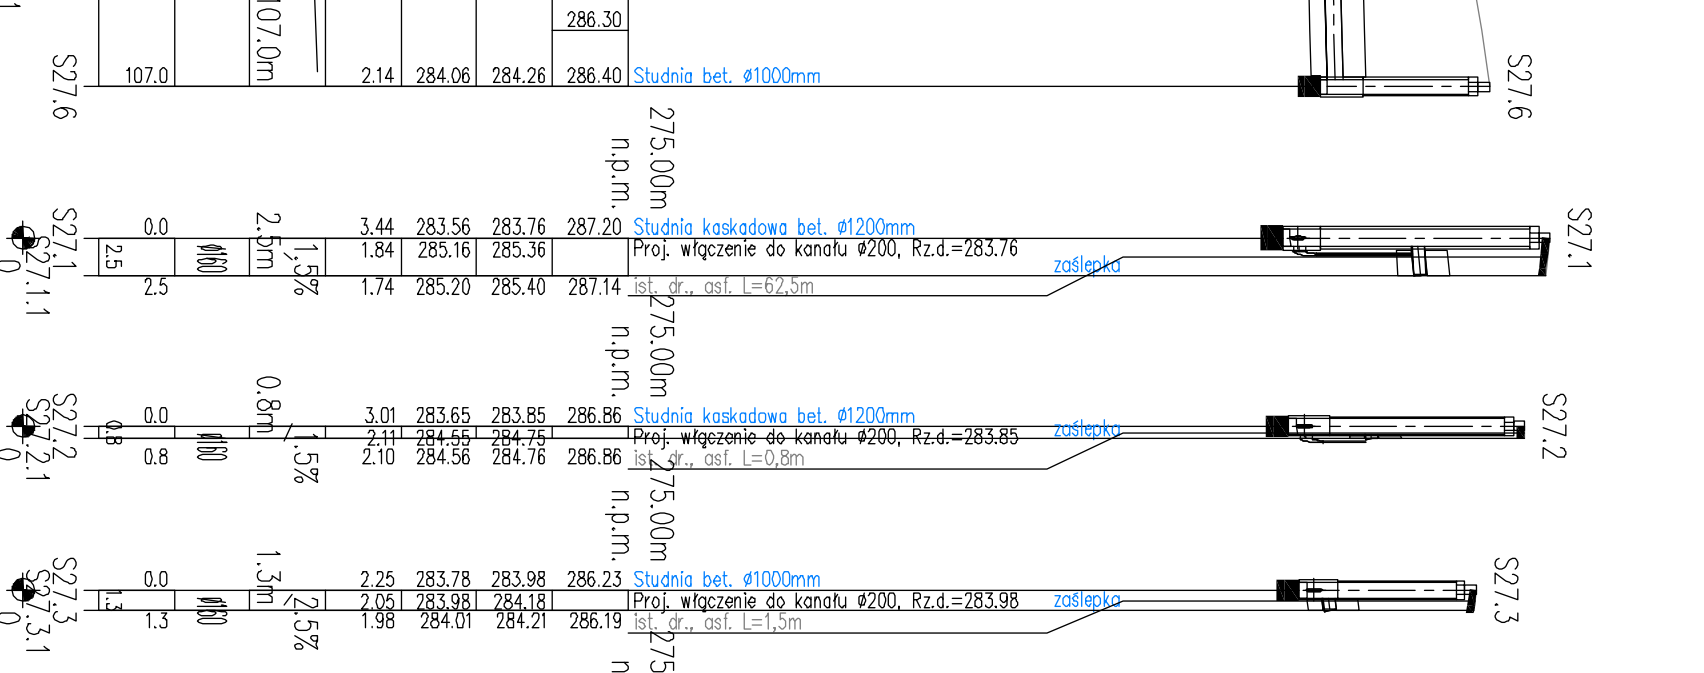 286.30
107.0m
S27.6 107.0 2.14 284.06 284.26 286.40 Studnia bet. ø1000mm S27.6
275.00m
n.p.m.
S27.1 0.0 2.5m 3.44 283.56 283.76 287.20 Studnia kaskadowa bet. ø1200mm S27.1
2.5 ø160 1,5% 1.84 285.16 285.36 Proj. włączenie do kanału ø200, Rz.d.=283.76
zaślepka
S27.1.1 2.5 1.74 285.20 285.40 287.14 ist. dr., asf. L=62,5m
275.00m
n.p.m.
S27.2 0.0 0.8m 3.01 283.65 283.85 286.86 Studnia kaskadowa bet. ø1200mm S27.2
0.8 ø160 1.5% 2.11 284.55 284.75 Proj. włączenie do kanału ø200, Rz.d.=283.85 zaślepka
S27.2.1 0.8 2.10 284.56 284.76 286.86 ist. dr., asf. L=0,8m
275.00m
n.p.m.
S27.3 0.0 1.3m 2.25 283.78 283.98 286.23 Studnia bet. ø1000mm S27.3
1.3 ø160 2.5% 2.05 283.98 284.18 Proj. włączenie do kanału ø200, Rz.d.=283.98 zaślepka
S27.3.1 1.3 1.98 284.01 284.21 286.19 ist. dr., asf. L=1,5m
275
n